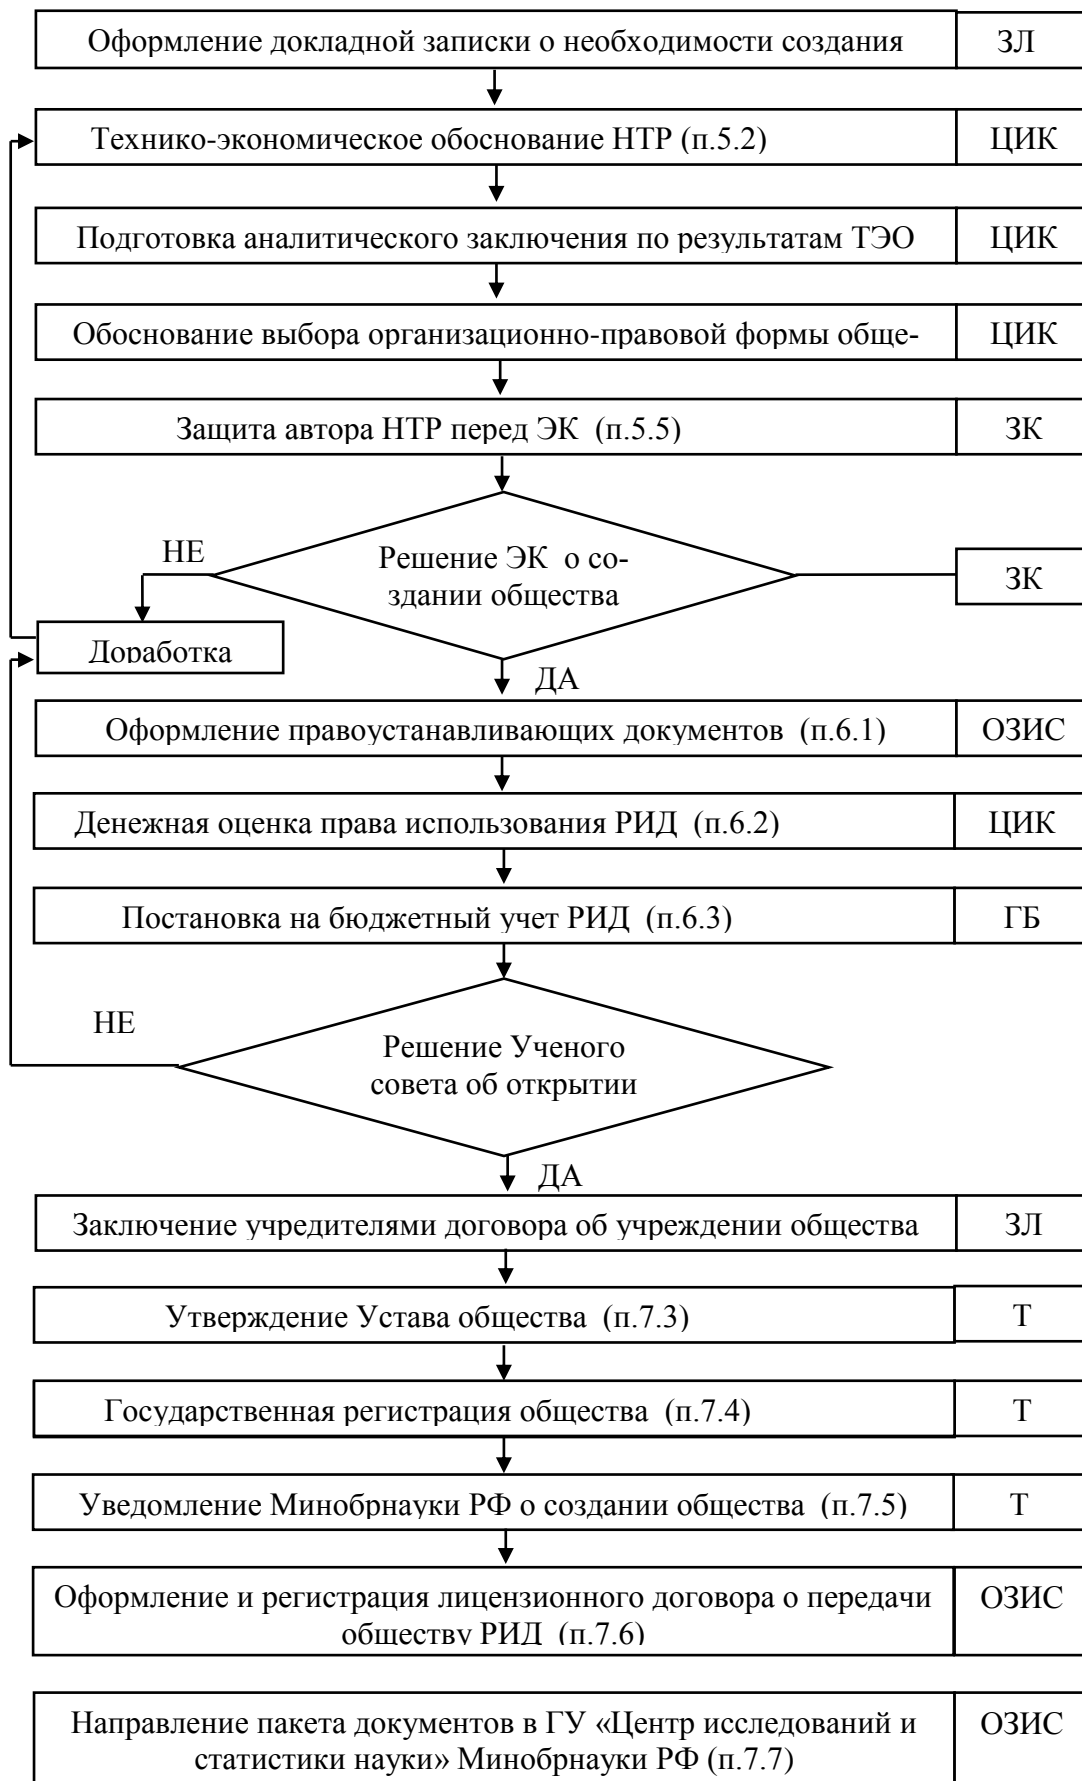 Оформление докладной записки о необходимости создания ЗЛ
Технико-экономическое обоснование НТР (п.5.2) ЦИК
Подготовка аналитического заключения по результатам ТЭО ЦИК
Обоснование выбора организационно-правовой формы обще- ЦИК
Защита автора НТР перед ЭК (п.5.5) ЗК
НЕ
Решение ЭК о со-
здании общества
ЗК
Доработка
ДА
Оформление правоустанавливающих документов (п.6.1) ОЗИС
Денежная оценка права использования РИД (п.6.2) ЦИК
Постановка на бюджетный учет РИД (п.6.3) ГБ
НЕ
Решение Ученого
совета об открытии
ДА
Заключение учредителями договора об учреждении общества ЗЛ
Утверждение Устава общества (п.7.3) Т
Государственная регистрация общества (п.7.4) Т
Уведомление Минобрнауки РФ о создании общества (п.7.5) Т
Оформление и регистрация лицензионного договора о передачи ОЗИС
обществу РИД (п.7.6)
Направление пакета документов в ГУ «Центр исследований и ОЗИС
статистики науки» Минобрнауки РФ (п.7.7)